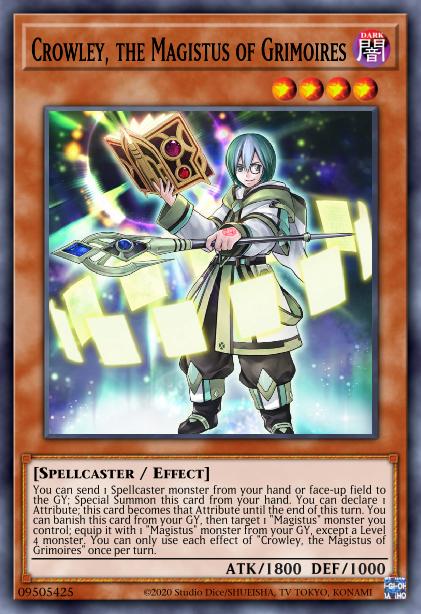 Crowley, the Magistus of Grimoires
DARK
闇
[Spellcaster / Effect]
You can send 1 Spellcaster monster from your hand or face-up field to
the GY; Special Summon this card from your hand. You can declare 1
Attribute; this card becomes that Attribute until the end of this turn. You
can banish this card from your GY, then target 1 "Magistus" monster you
control; equip it with 1 "Magistus" monster from your GY, except a Level
4 monster. You can only use each effect of "Crowley, the Magistus of
Grimoires" once per turn.
ATK/1800 DEF/1000
09505425
©2020 Studio Dice/SHUEISHA, TV TOKYO, KONAMI